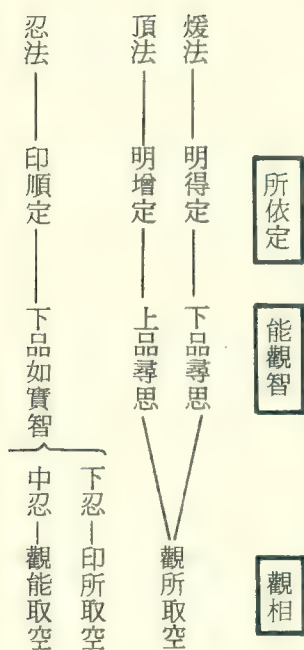 所依定
能觀智
觀相
煖法——明得定——下品尋思
頂法——明增定——上品尋思
觀所取空
忍法——印順定——下品如實智
下忍—印所取空
中忍—觀能取空